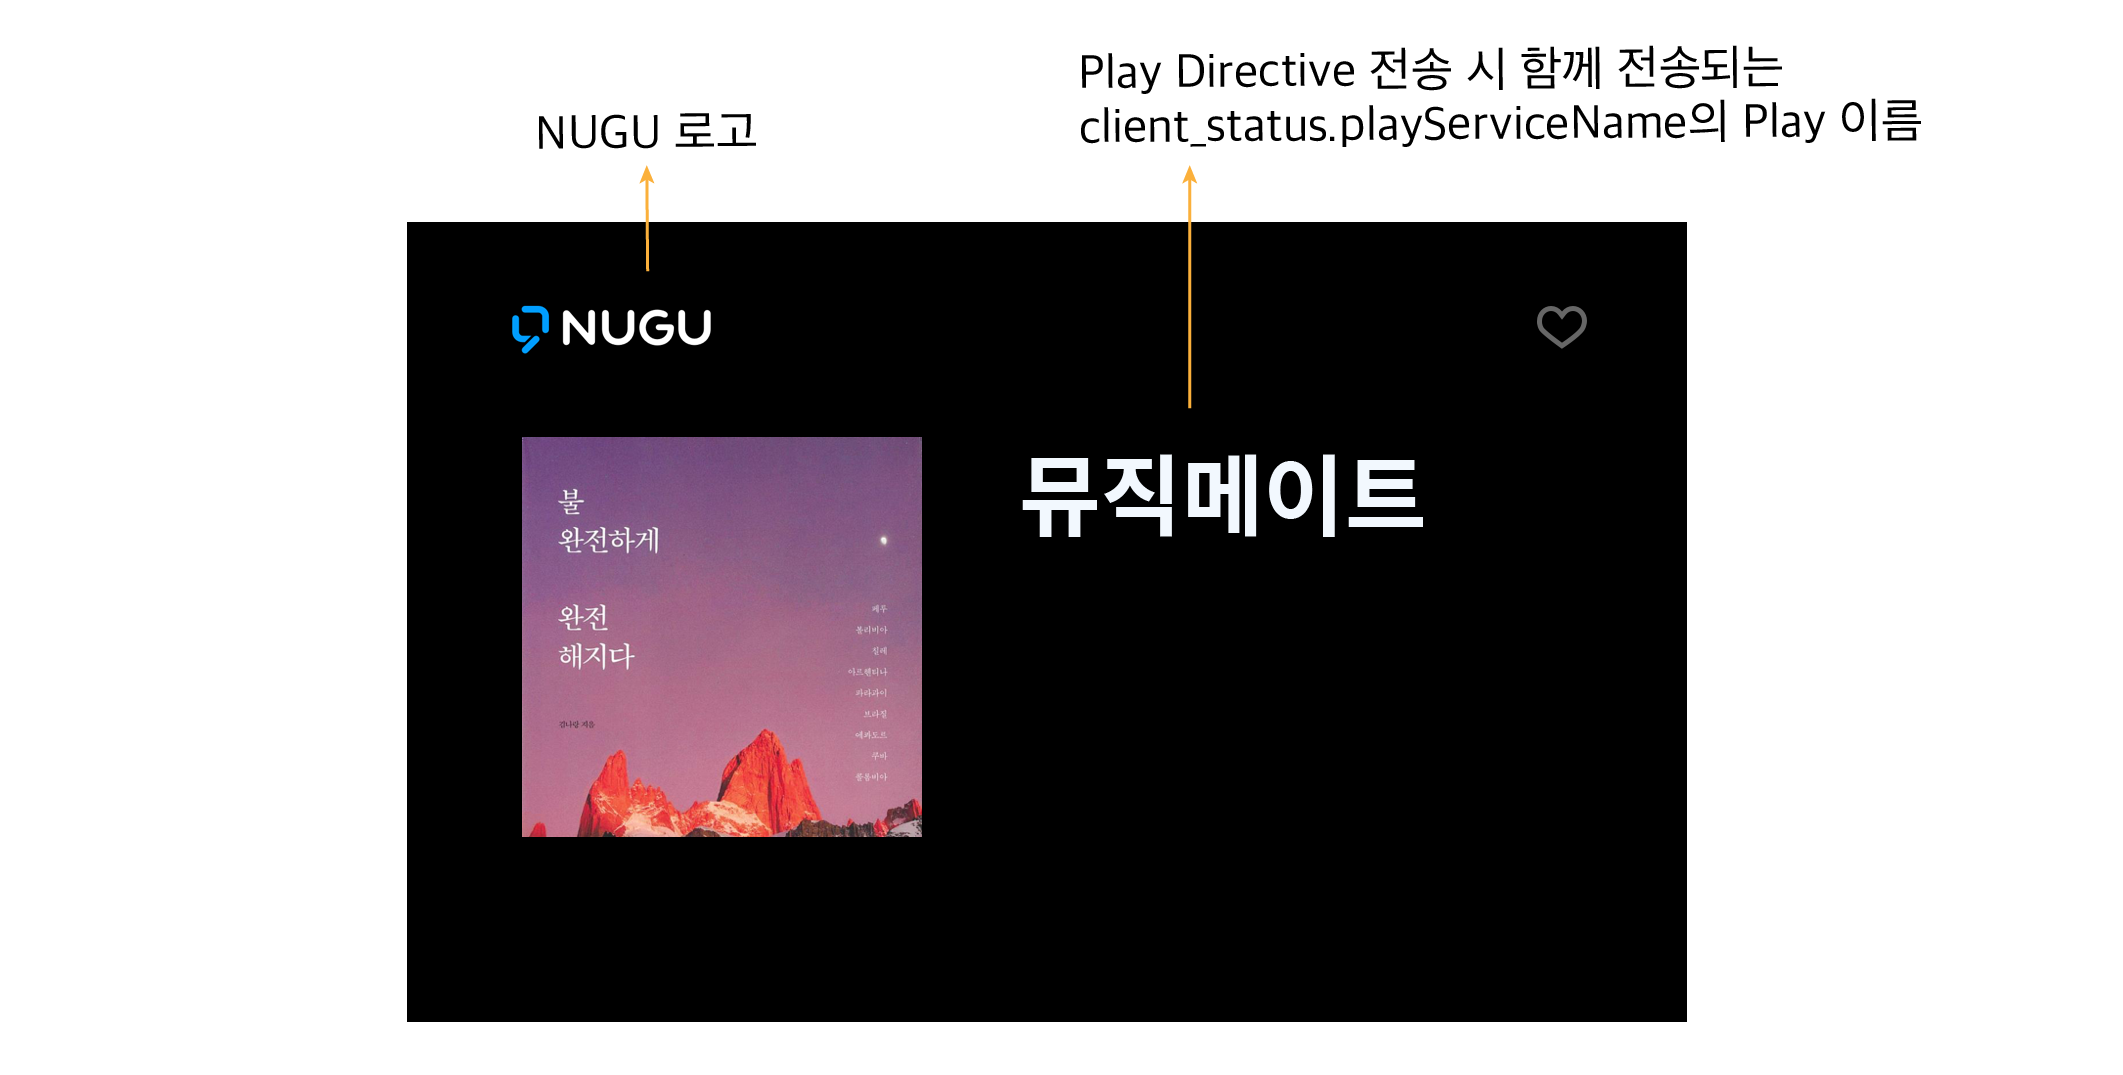 Play Directive 전송 시 함께 전송되는
client_status.playServiceName의 Play 이름
NUGU 로고
NUGU
뮤직메이트
불
완전하게
완전
해지다
김나랑 지음
페루
볼리비아
칠레
아르헨티나
파라과이
브라질
에콰도르
쿠바
콜롬비아